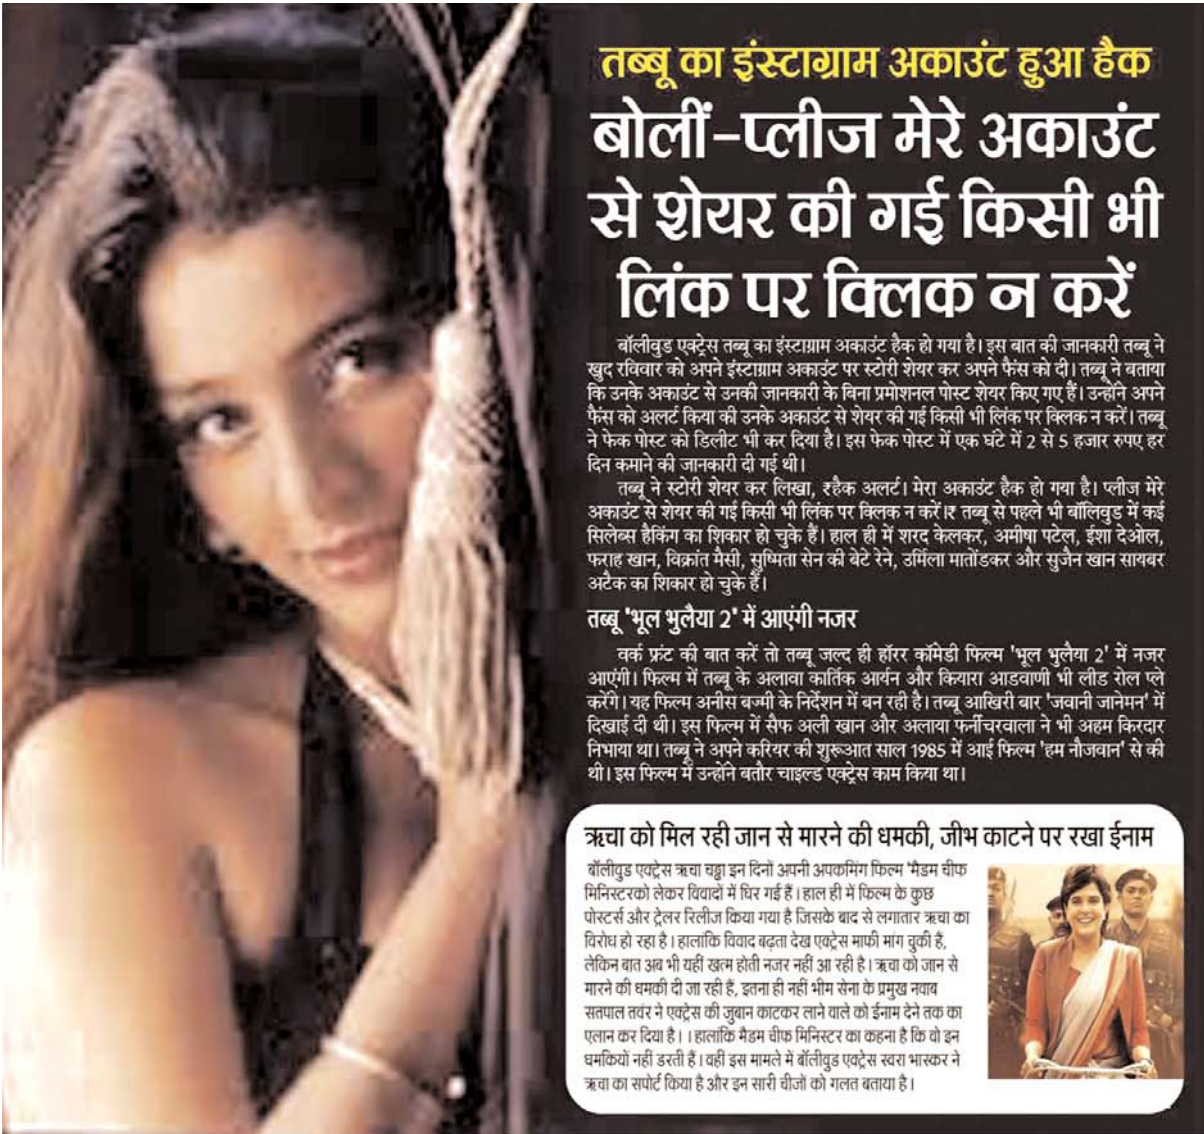 तब्बू का इंस्टाग्राम अकाउंट हुआ हैक
बोलीं-प्लीज मेरे अकाउंट
से शेयर की गई किसी भी
लिंक पर क्लिक न करें
बॉलीवुड एक्ट्रेस तब्बू का इंस्टाग्राम अकाउंट हैक हो गया है। इस बात की जानकारी तब्बू ने
खुद रविवार को अपने इंस्टाग्राम अकाउंट पर स्टोरी शेयर कर अपने फैंस को दी। तब्बू ने बताया
कि उनके अकाउंट से उनकी जानकारी के बिना प्रमोशनल पोस्ट शेयर किए गए हैं। उन्होंने अपने
फैंस को अलर्ट किया की उनके अकाउंट से शेयर की गई किसी भी लिंक पर क्लिक न करें। तब्बू
ने फेक पोस्ट को डिलीट भी कर दिया है। इस फेक पोस्ट में एक घंटे में 2 से 5 हजार रुपए हर
दिन कमाने की जानकारी दी गई थी।
तब्बू ने स्टोरी शेयर कर लिखा, ₹हैक अलर्ट। मेरा अकाउंट हैक हो गया है। प्लीज मेरे
अकाउंट से शेयर की गई किसी भी लिंक पर क्लिक न करें।₹ तब्बू से पहले भी बॉलिवुड में कई
सिलेब्स हैकिंग का शिकार हो चुके हैं। हाल ही में शरद केलकर, अमीषा पटेल, ईशा देओल,
फराह खान, विक्रांत मैसी, सुष्मिता सेन की बेटे रेने, उर्मिला मातोंडकर और सुजैन खान सायबर
अटैक का शिकार हो चुके हैं।
तब्बू 'भूल भुलैया 2' में आएंगी नजर
वर्क फ्रंट की बात करें तो तब्बू जल्द ही हॉरर कॉमेडी फिल्म 'भूल भुलैया 2' में नजर
आएंगी। फिल्म में तब्बू के अलावा कार्तिक आर्यन और कियारा आडवाणी भी लीड रोल प्ले
करेंगे। यह फिल्म अनीस बज्मी के निर्देशन में बन रही है। तब्बू आखिरी बार 'जवानी जानेमन' में
दिखाई दी थी। इस फिल्म में सैफ अली खान और अलाया फर्नीचरवाला ने भी अहम किरदार
निभाया था। तब्बू ने अपने करियर की शुरूआत साल 1985 में आई फिल्म 'हम नौजवान' से की
थी। इस फिल्म में उन्होंने बतौर चाइल्ड एक्ट्रेस काम किया था।
ऋचा को मिल रही जान से मारने की धमकी, जीभ काटने पर रखा ईनाम
बॉलीवुड एक्ट्रेस ऋचा चड्ढा इन दिनों अपनी अपकमिंग फिल्म 'मैडम चीफ
मिनिस्टरको लेकर विवादों में घिर गई हैं। हाल ही में फिल्म के कुछ
पोस्टर्स और ट्रेलर रिलीज किया गया है जिसके बाद से लगातार ऋचा का
विरोध हो रहा है। हालांकि विवाद बढ़ता देख एक्ट्रेस माफी मांग चुकी हैं,
लेकिन बात अब भी यहीं खत्म होती नजर नहीं आ रही है। ऋचा को जान से
मारने की धमकी दी जा रही है, इतना ही नहीं भीम सेना के प्रमुख नवाब
सतपाल तवंर ने एक्ट्रेस की जुबान काटकर लाने वाले को ईनाम देने तक का
एलान कर दिया है। । हालांकि मैडम चीफ मिनिस्टर का कहना है कि वो इन
धमकियों नहीं डरती हैं। वहीं इस मामले में बॉलीवुड एक्ट्रेस स्वरा भास्कर ने
ऋचा का सपोर्ट किया है और इन सारी चीजों को गलत बताया है।